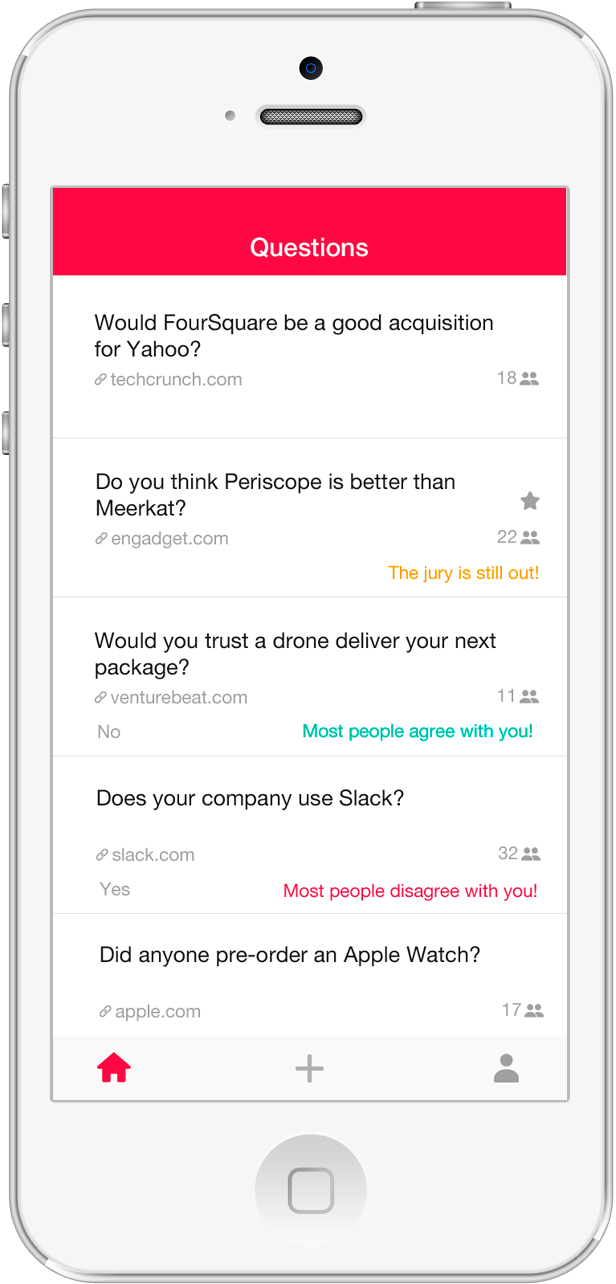 Questions
Would FourSquare be a good acquisition
for Yahoo?
techcrunch.com 18
Do you think Periscope is better than
Meerkat?
engadget.com 22
The jury is still out!
Would you trust a drone deliver your next
package?
venturebeat.com 11
No Most people agree with you!
Does your company use Slack?
slack.com 32
Yes Most people disagree with you!
Did anyone pre-order an Apple Watch?
apple.com 17